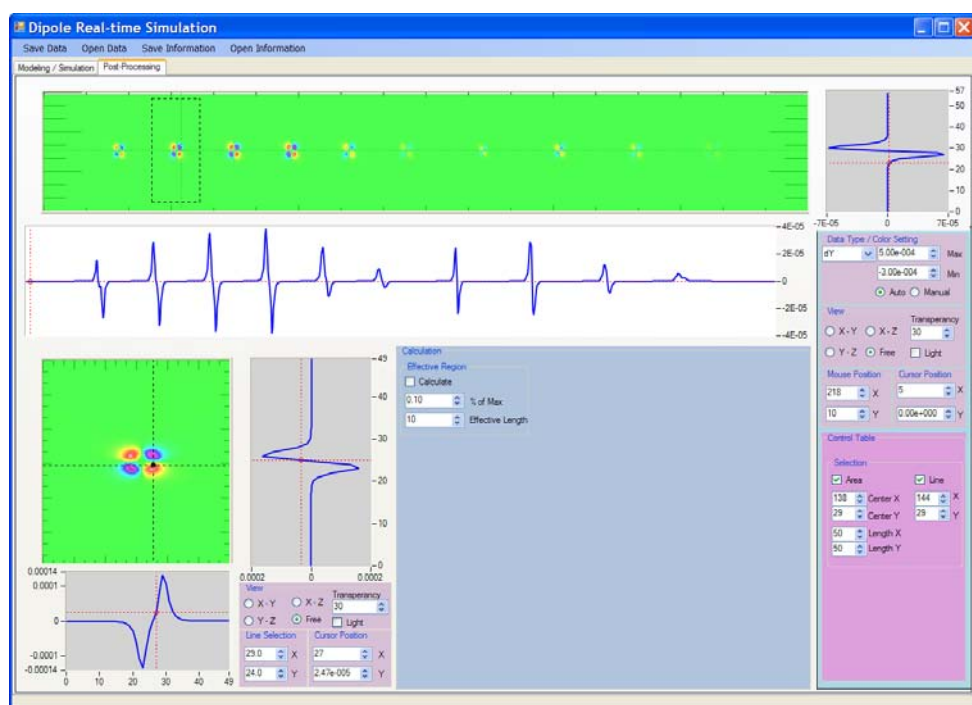 Dipole Real-time Simulation
Save Data Open Data Save Information Open Information
Modeling / Simulation Post-Processing
57
50
40
30
20
10
0
-7E-05 0 7E-05
4E-05
2E-05
0
-2E-05
-4E-05
Data Type / Color Setting
dY 5.00e-004 Max
-3.00e-004 Min
Auto Manual
View
Transperancy
X - Y X - Z 30
Y - Z Free Light
Mouse Position Cursor Position
218 X 5 X
10 Y 0.00e+000 Y
Control Table
Selection
Area Line
138 Center X 144 X
29 Center Y 29 Y
50 Length X
50 Length Y
Calculation
Effective Region
Calculate
0.10 % of Max
10 Effective Length
49
40
30
20
10
0
0.0002 0 0.0002
0.00014
0.0001
0
-0.0001
-0.00014
0 10 20 30 40 49
View
Transperancy
X - Y X - Z 30
Y - Z Free Light
Line Selection Cursor Position
29.0 X 27 X
24.0 Y 2.47e-005 Y